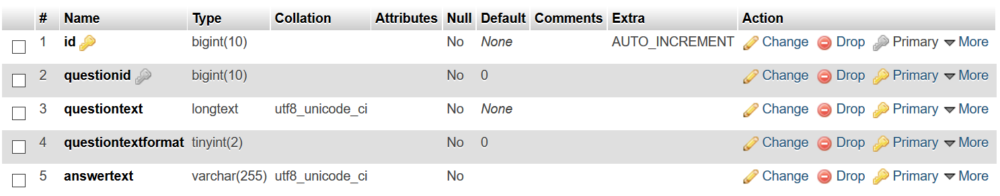 # Name Type Collation Attributes Null Default Comments Extra Action
1 id bigint(10) No None AUTO_INCREMENT Change Drop Primary More
2 questionid bigint(10) No 0 Change Drop Primary More
3 questiontext longtext utf8_unicode_ci No None Change Drop Primary More
4 questiontextformat tinyint(2) No 0 Change Drop Primary More
5 answertext varchar(255) utf8_unicode_ci No Change Drop Primary More